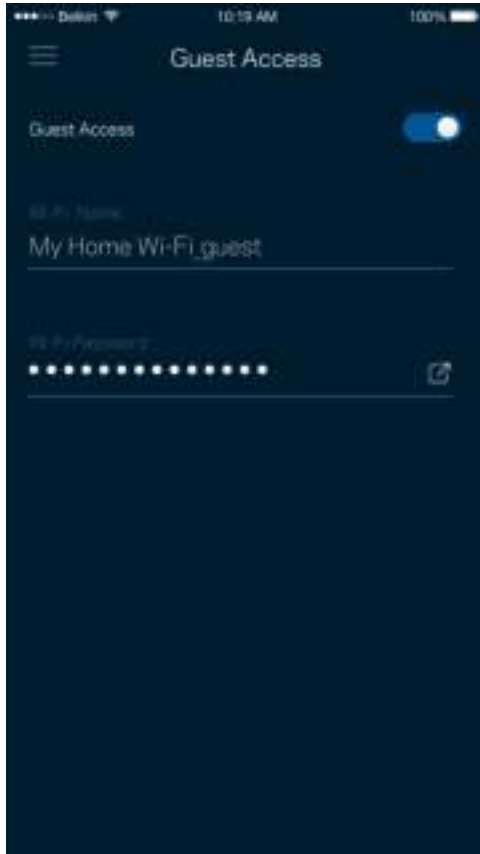 Belkin 10:19 AM 100%
Guest Access
Guest Access
Wi-Fi Name
My Home Wi-Fi_guest
Wi-Fi Password
••••••••••••••